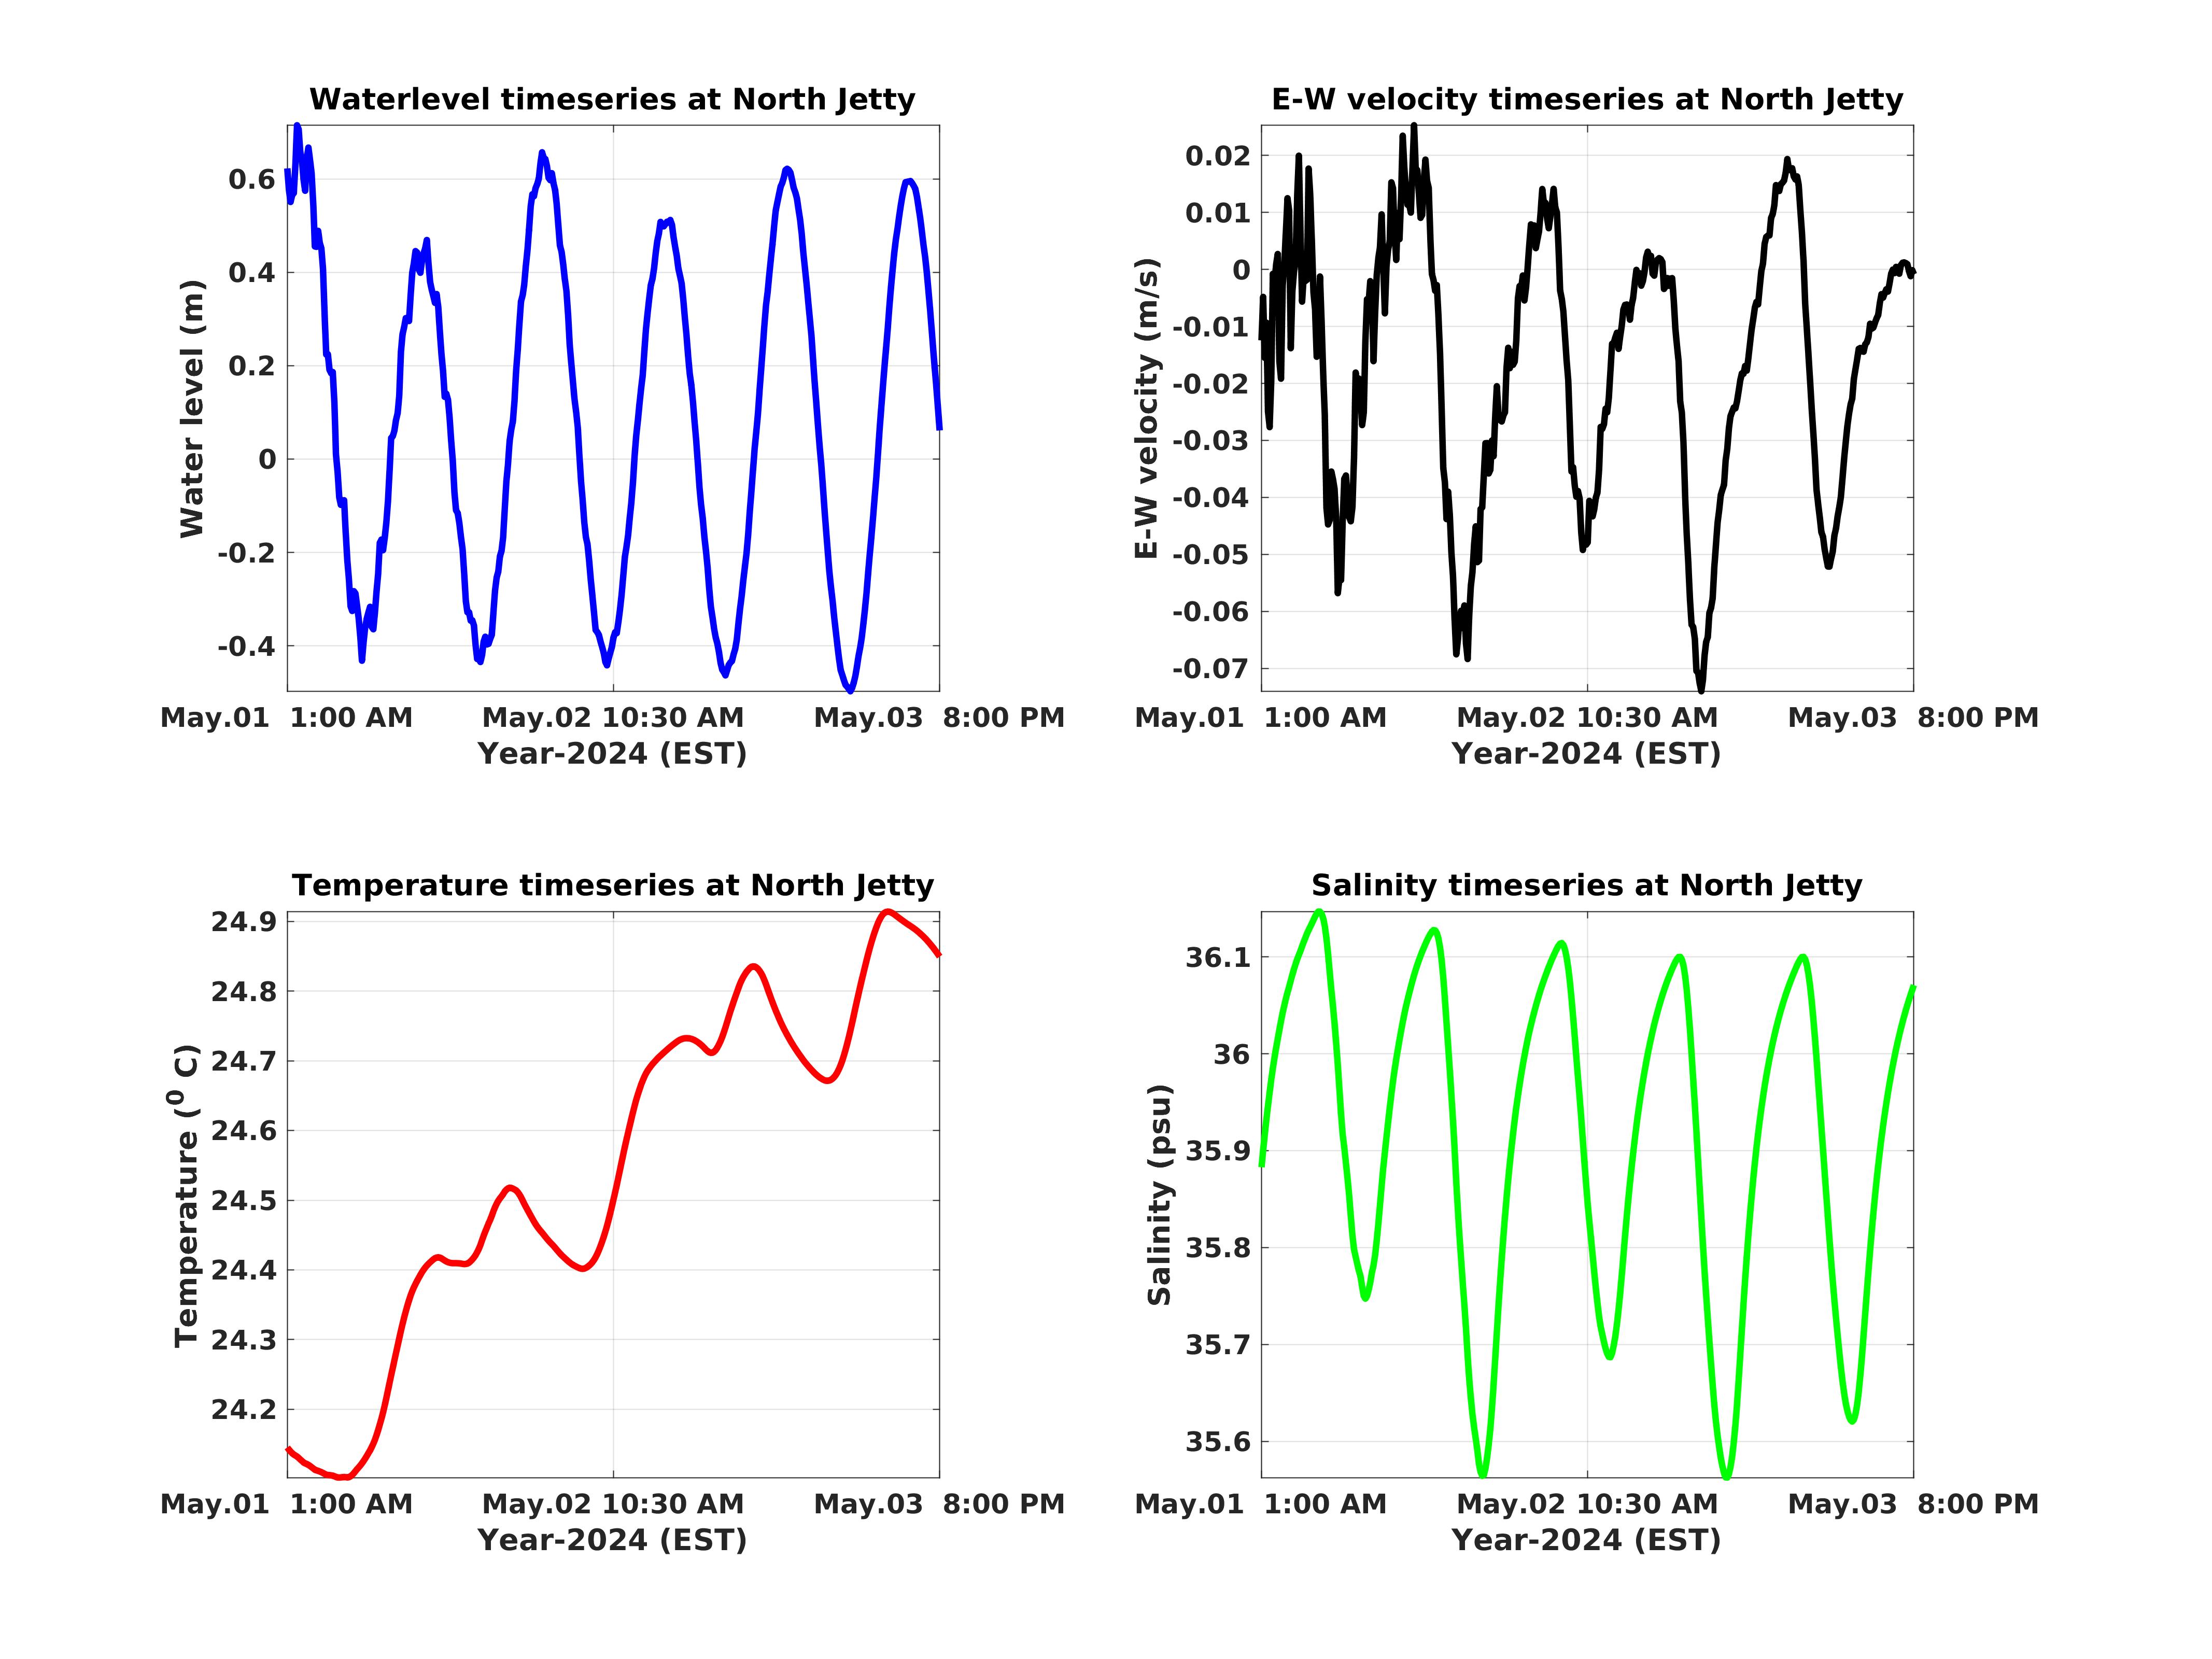 Waterlevel timeseries at North Jetty
Water level (m)
0.6
0.4
0.2
0
-0.2
-0.4
May.01  1:00 AM
May.02 10:30 AM
May.03  8:00 PM
Year-2024 (EST)
E-W velocity timeseries at North Jetty
E-W velocity (m/s)
0.02
0.01
0
-0.01
-0.02
-0.03
-0.04
-0.05
-0.06
-0.07
May.01  1:00 AM
May.02 10:30 AM
May.03  8:00 PM
Year-2024 (EST)
Temperature timeseries at North Jetty
Temperature (⁰ C)
24.9
24.8
24.7
24.6
24.5
24.4
24.3
24.2
May.01  1:00 AM
May.02 10:30 AM
May.03  8:00 PM
Year-2024 (EST)
Salinity timeseries at North Jetty
Salinity (psu)
36.1
36
35.9
35.8
35.7
35.6
May.01  1:00 AM
May.02 10:30 AM
May.03  8:00 PM
Year-2024 (EST)